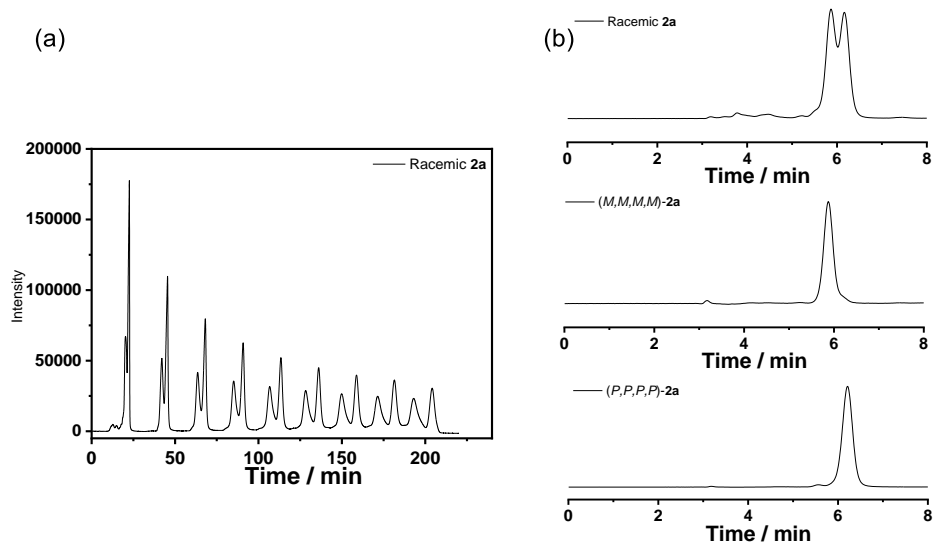 (a)
200000
150000
100000
50000
0
Intensity
Racemic 2a
0 50 100 150 200
Time / min
(b)
Racemic 2a
0 2 4 6 8
Time / min
(M,M,M,M)-2a
0 2 4 6 8
Time / min
(P,P,P,P)-2a
0 2 4 6 8
Time / min